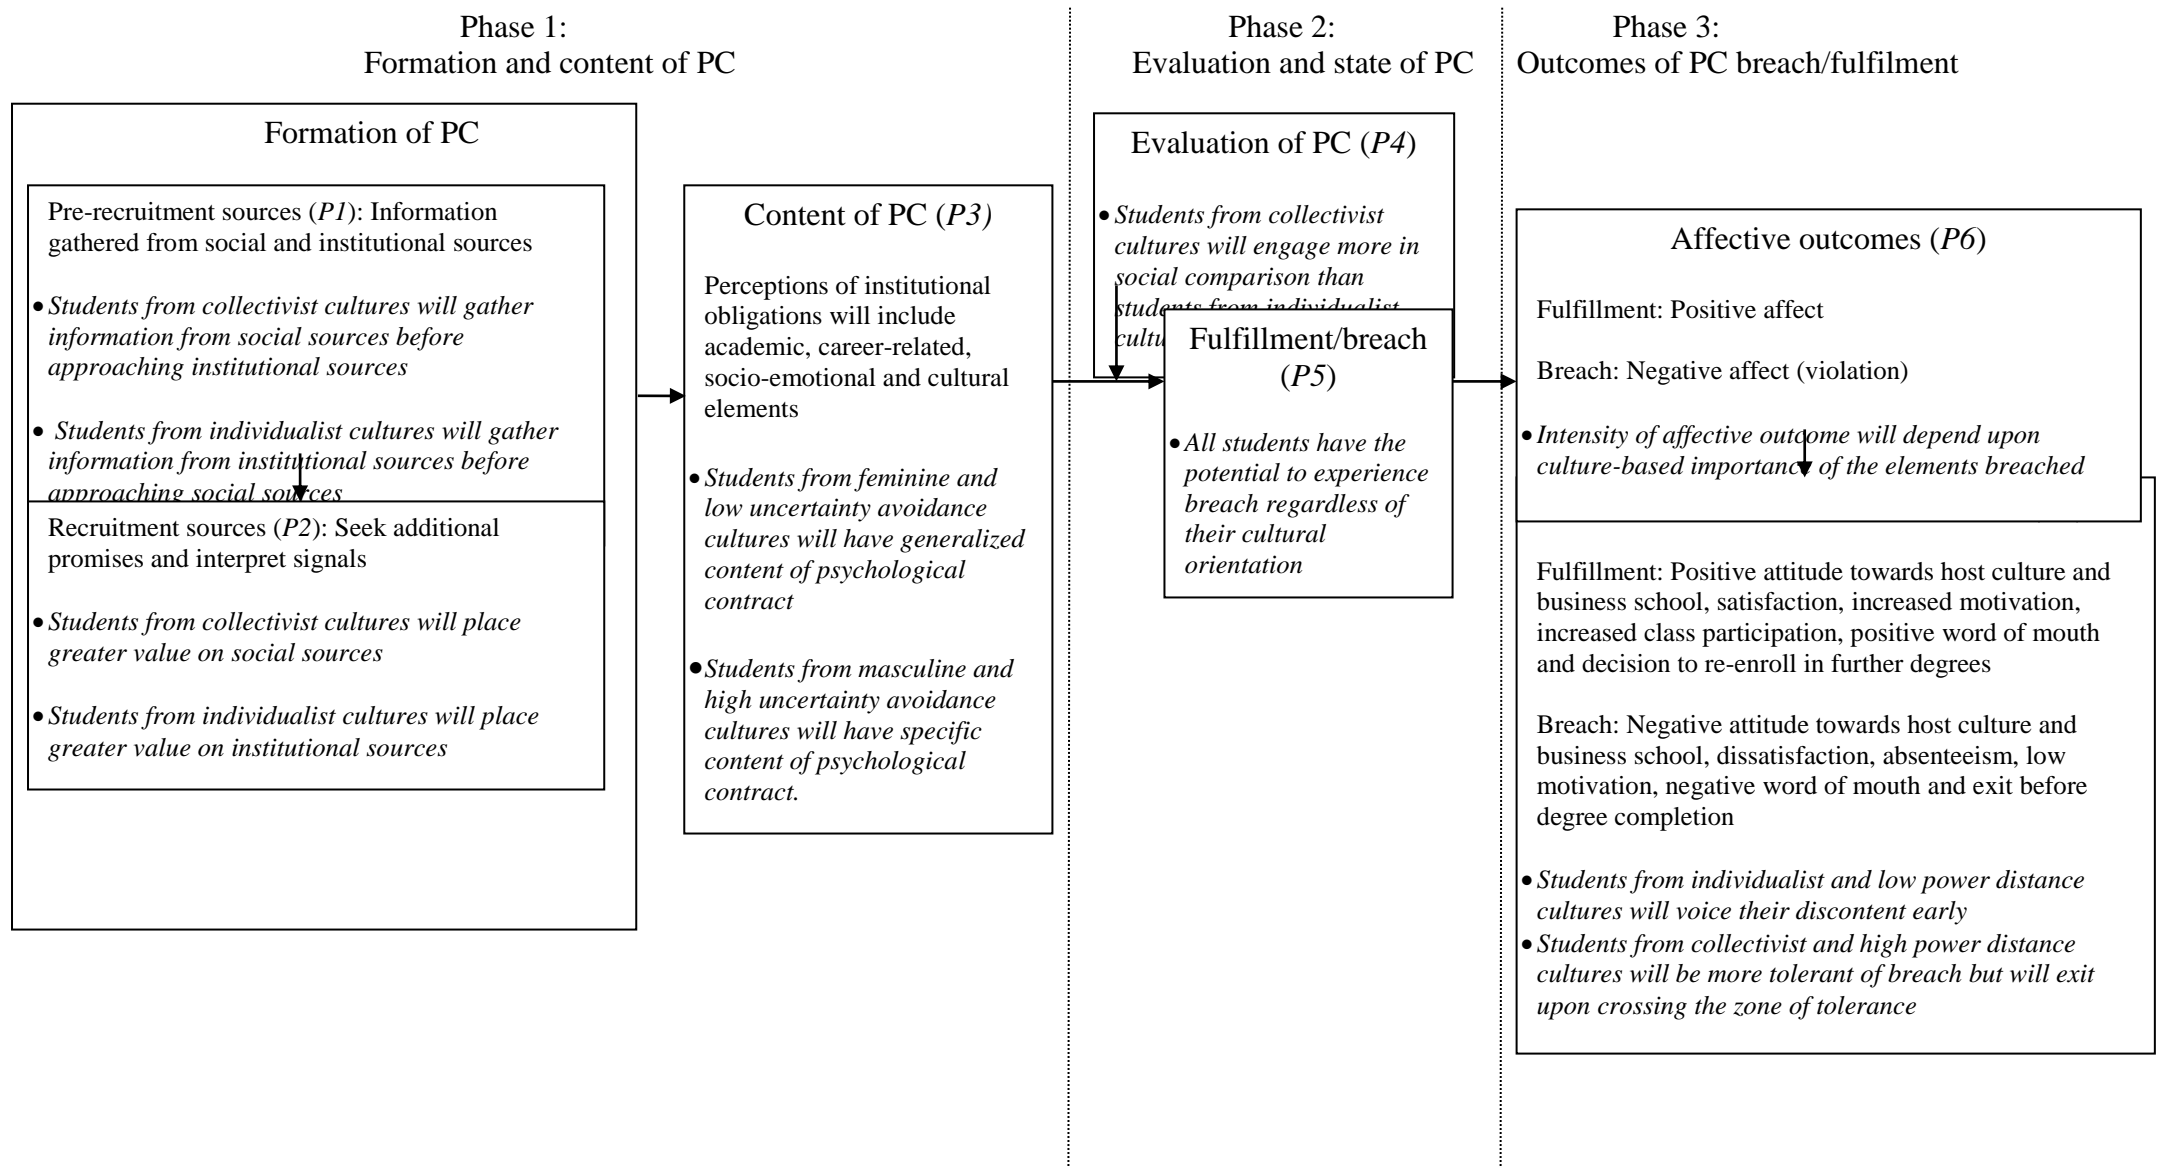 Phase 1:
Formation and content of PC
Phase 2:
Evaluation and state of PC
Phase 3:
Outcomes of PC breach/fulfilment
Formation of PC
Pre-recruitment sources (P1): Information
gathered from social and institutional sources
• Students from collectivist cultures will gather
information from social sources before
approaching institutional sources
• Students from individualist cultures will gather
information from institutional sources before
approaching social sources
Recruitment sources (P2): Seek additional
promises and interpret signals
• Students from collectivist cultures will place
greater value on social sources
• Students from individualist cultures will place
greater value on institutional sources
Content of PC (P3)
Perceptions of institutional
obligations will include
academic, career-related,
socio-emotional and cultural
elements
• Students from feminine and
low uncertainty avoidance
cultures will have generalized
content of psychological
contract
• Students from masculine and
high uncertainty avoidance
cultures will have specific
content of psychological
contract.
Evaluation of PC (P4)
• Students from collectivist
cultures will engage more in
social comparison than
students from individualist
Fulfillment/breach
(P5)
• All students have the
potential to experience
breach regardless of
their cultural
orientation
Affective outcomes (P6)
Fulfillment: Positive affect
Breach: Negative affect (violation)
• Intensity of affective outcome will depend upon
culture-based importance of the elements breached
Fulfillment: Positive attitude towards host culture and
business school, satisfaction, increased motivation,
increased class participation, positive word of mouth
and decision to re-enroll in further degrees
Breach: Negative attitude towards host culture and
business school, dissatisfaction, absenteeism, low
motivation, negative word of mouth and exit before
degree completion
• Students from individualist and low power distance
cultures will voice their discontent early
• Students from collectivist and high power distance
cultures will be more tolerant of breach but will exit
upon crossing the zone of tolerance